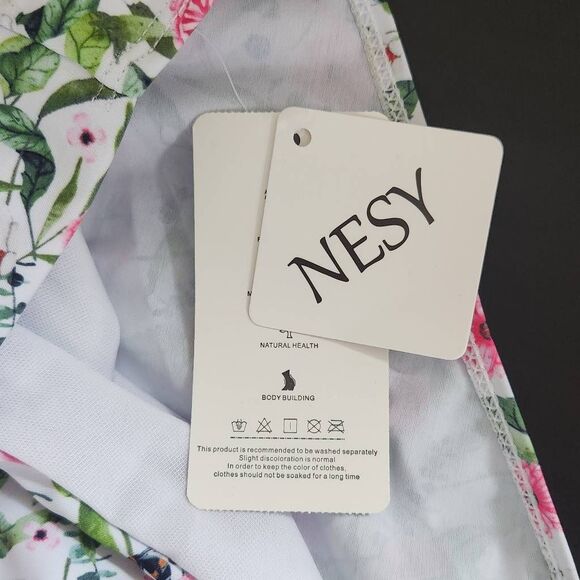 NESY
NATURAL HEALTH
BODY BUILDING
This product is recommended to be washed separately
Slight discoloration is normal
In order to keep the color of clothes,
clothes should not be soaked for a long time